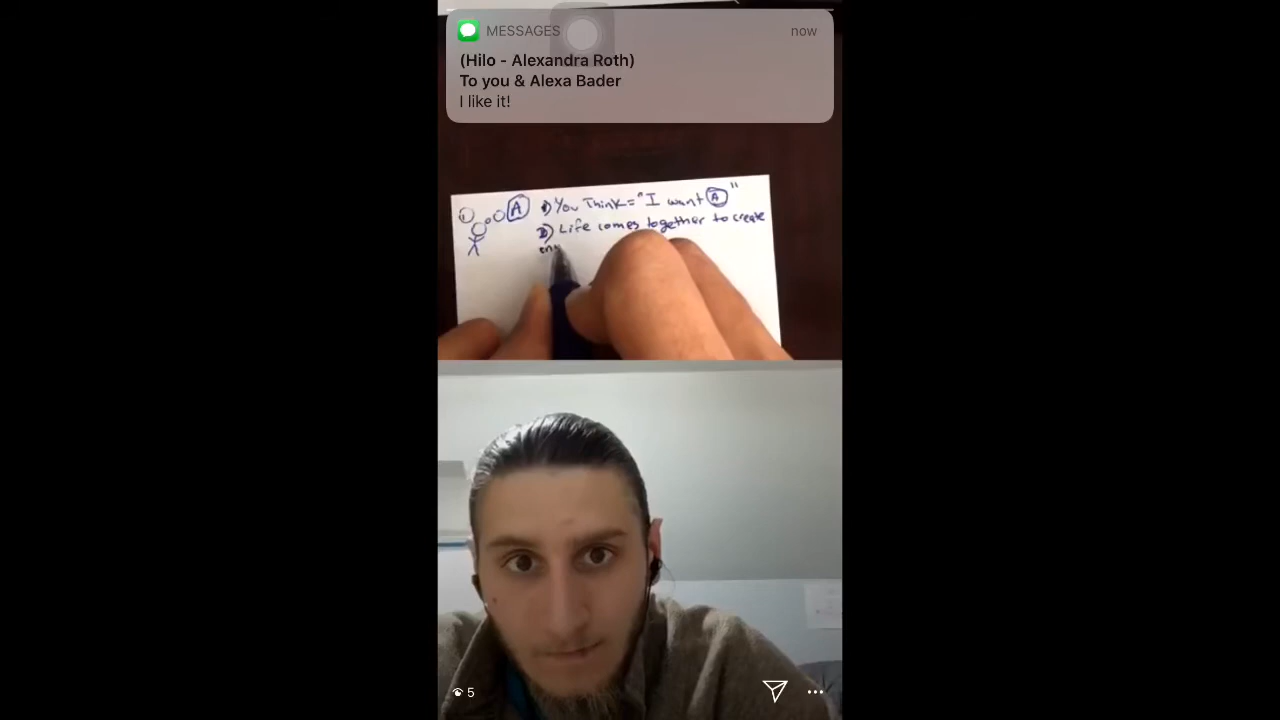 MESSAGES now
(Hilo - Alexandra Roth)
To you & Alexa Bader
I like it!
A 1) You Think = "I want A"
2) Life comes together to create
5